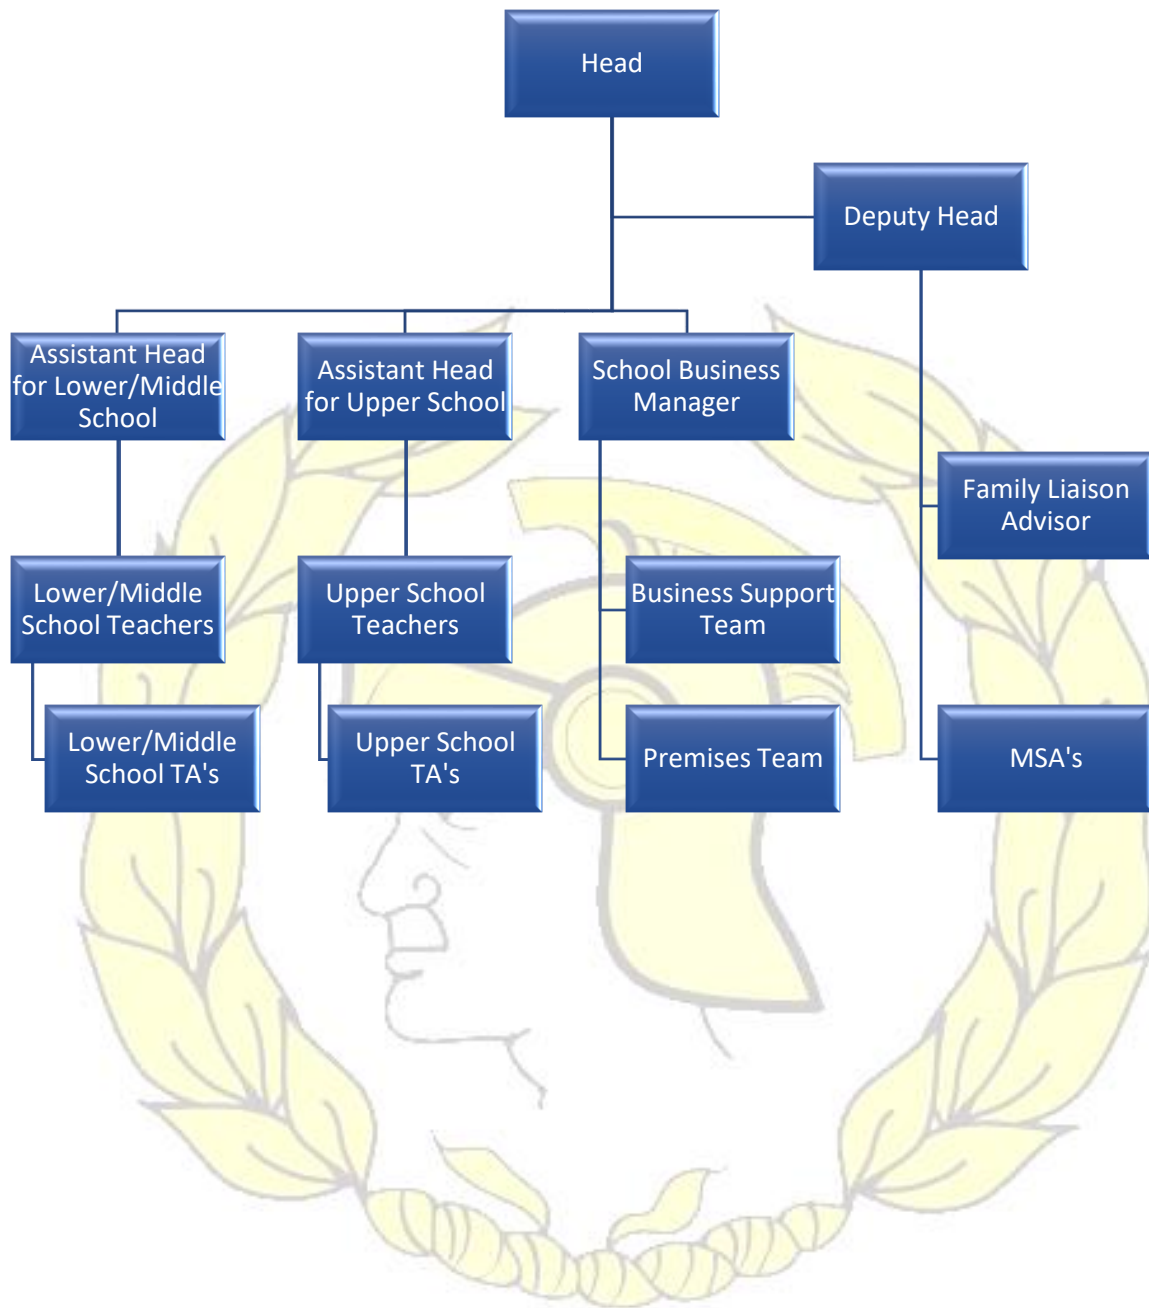 Head
Deputy Head
Assistant Head
for Lower/Middle
School
Assistant Head
for Upper School
School Business
Manager
Family Liaison
Advisor
Lower/Middle
School Teachers
Upper School
Teachers
Business Support
Team
Lower/Middle
School TA's
Upper School
TA's
Premises Team
MSA's